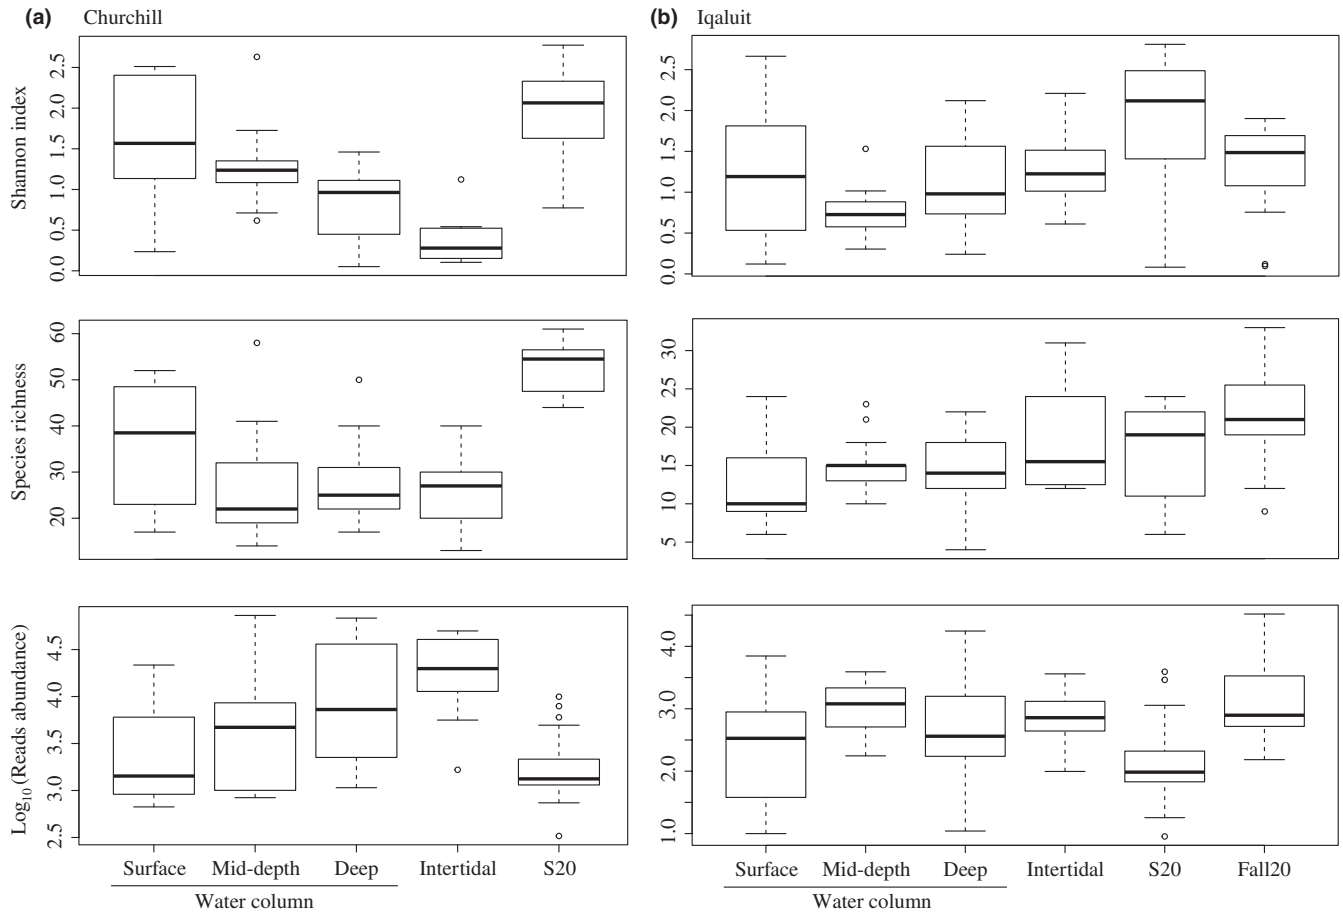 (a) Churchill
(b) Iqaluit
Shannon index
0.0 0.5 1.0 1.5 2.0 2.5
0.0 0.5 1.0 1.5 2.0 2.5
Species richness
20 30 40 50 60
5 10 15 20 25 30
Log10 (Reads abundance)
2.5 3.0 3.5 4.0 4.5
1.0 2.0 3.0 4.0
Surface Mid-depth Deep Intertidal S20
Water column
Surface Mid-depth Deep Intertidal S20 Fall20
Water column